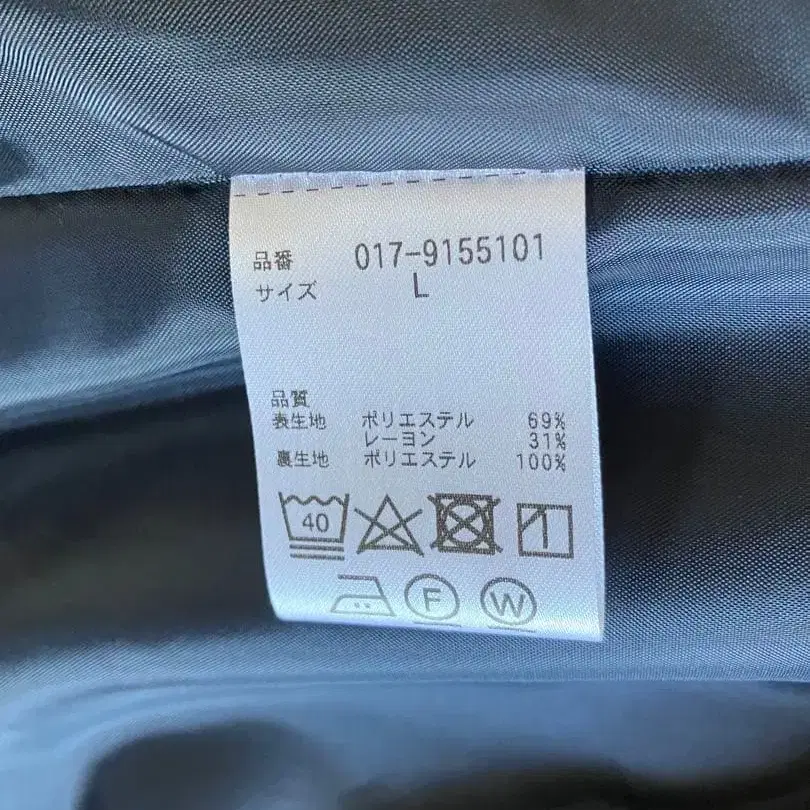 品番 017-9155101
サイズ L
品質
表生地 ポリエステル 69%
レーヨン 31%
裏生地 ポリエステル 100%
40
F W